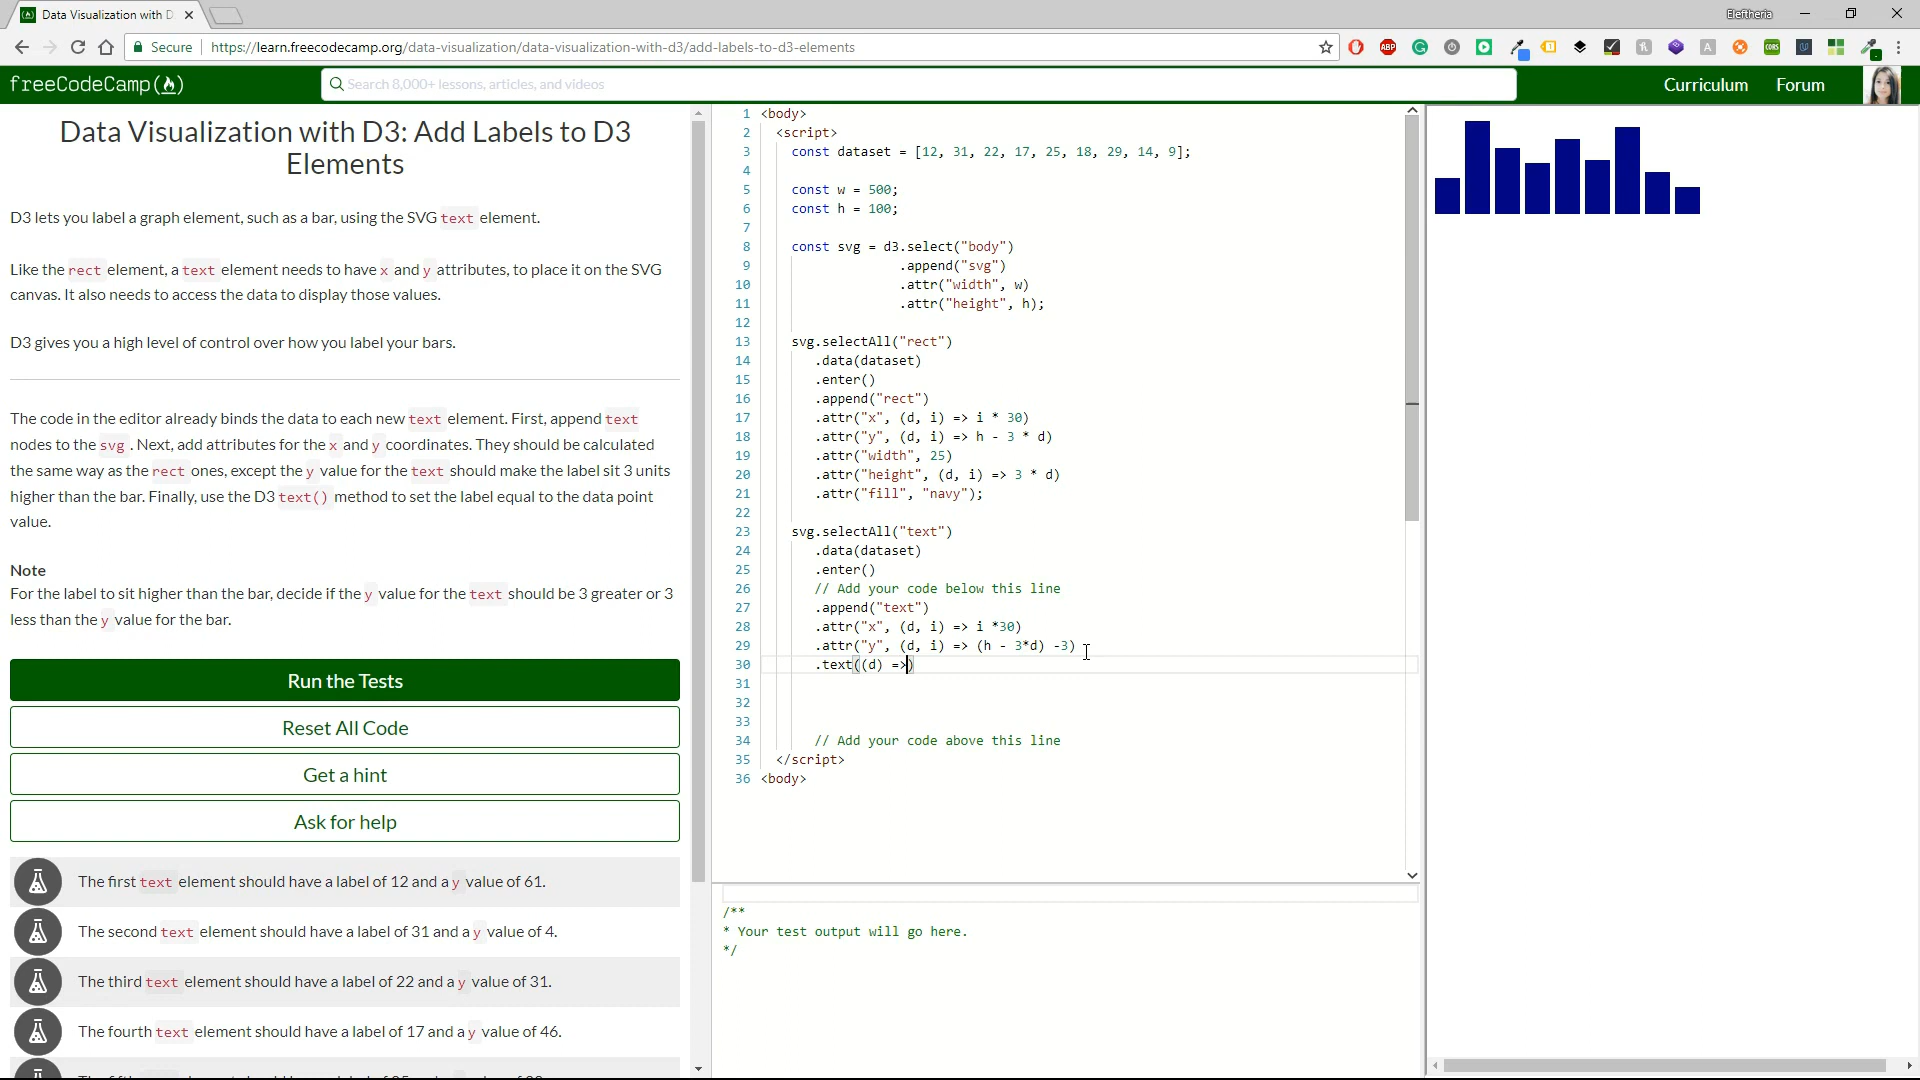 Data Visualization with D
Eleftheria
Secure
https://learn.freecodecamp.org/data-visualization/data-visualization-with-d3/add-labels-to-d3-elements
freeCodeCamp
Search 8,000+ lessons, articles, and videos
Curriculum Forum
Data Visualization with D3: Add Labels to D3
Elements
D3 lets you label a graph element, such as a bar, using the SVG text element.
Like the rect element, a text element needs to have x and y attributes, to place it on the SVG
canvas. It also needs to access the data to display those values.
D3 gives you a high level of control over how you label your bars.
The code in the editor already binds the data to each new text element. First, append text
nodes to the svg . Next, add attributes for the x and y coordinates. They should be calculated
the same way as the rect ones, except the y value for the text should make the label sit 3 units
higher than the bar. Finally, use the D3 text() method to set the label equal to the data point
value.
Note
For the label to sit higher than the bar, decide if the y value for the text should be 3 greater or 3
less than the y value for the bar.
Run the Tests
Reset All Code
Get a hint
Ask for help
The first text element should have a label of 12 and a y value of 61.
The second text element should have a label of 31 and a y value of 4.
The third text element should have a label of 22 and a y value of 31.
The fourth text element should have a label of 17 and a y value of 46.
1 <body>
2 <script>
3 const dataset = [12, 31, 22, 17, 25, 18, 29, 14, 9];
4
5 const w = 500;
6 const h = 100;
7
8 const svg = d3.select("body")
9 .append("svg")
10 .attr("width", w)
11 .attr("height", h);
12
13 svg.selectAll("rect")
14 .data(dataset)
15 .enter()
16 .append("rect")
17 .attr("x", (d, i) => i * 30)
18 .attr("y", (d, i) => h - 3 * d)
19 .attr("width", 25)
20 .attr("height", (d, i) => 3 * d)
21 .attr("fill", "navy");
22
23 svg.selectAll("text")
24 .data(dataset)
25 .enter()
26 // Add your code below this line
27 .append("text")
28 .attr("x", (d, i) => i *30)
29 .attr("y", (d, i) => (h - 3*d) -3)
30 .text((d) =>)
31
32
33
34 // Add your code above this line
35 </script>
36 <body>
/**
* Your test output will go here.
*/